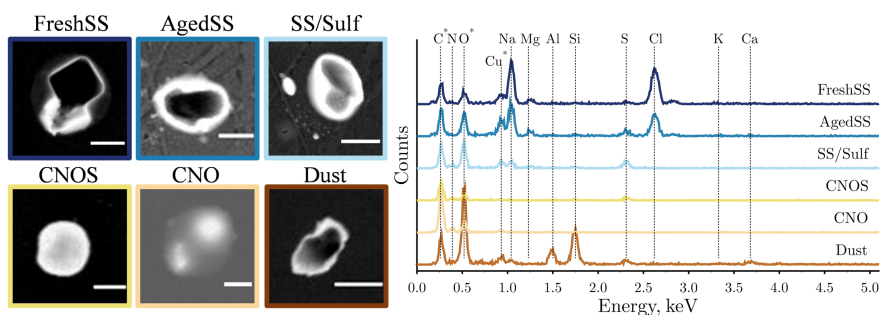 FreshSS AgedSS SS/Sulf
CNOS CNO Dust
C* N O* Cu* Na Mg Al Si S Cl K Ca
FreshSS
AgedSS
SS/Sulf
CNOS
CNO
Dust
Counts
0.0 0.5 1.0 1.5 2.0 2.5 3.0 3.5 4.0 4.5 5.0
Energy, keV